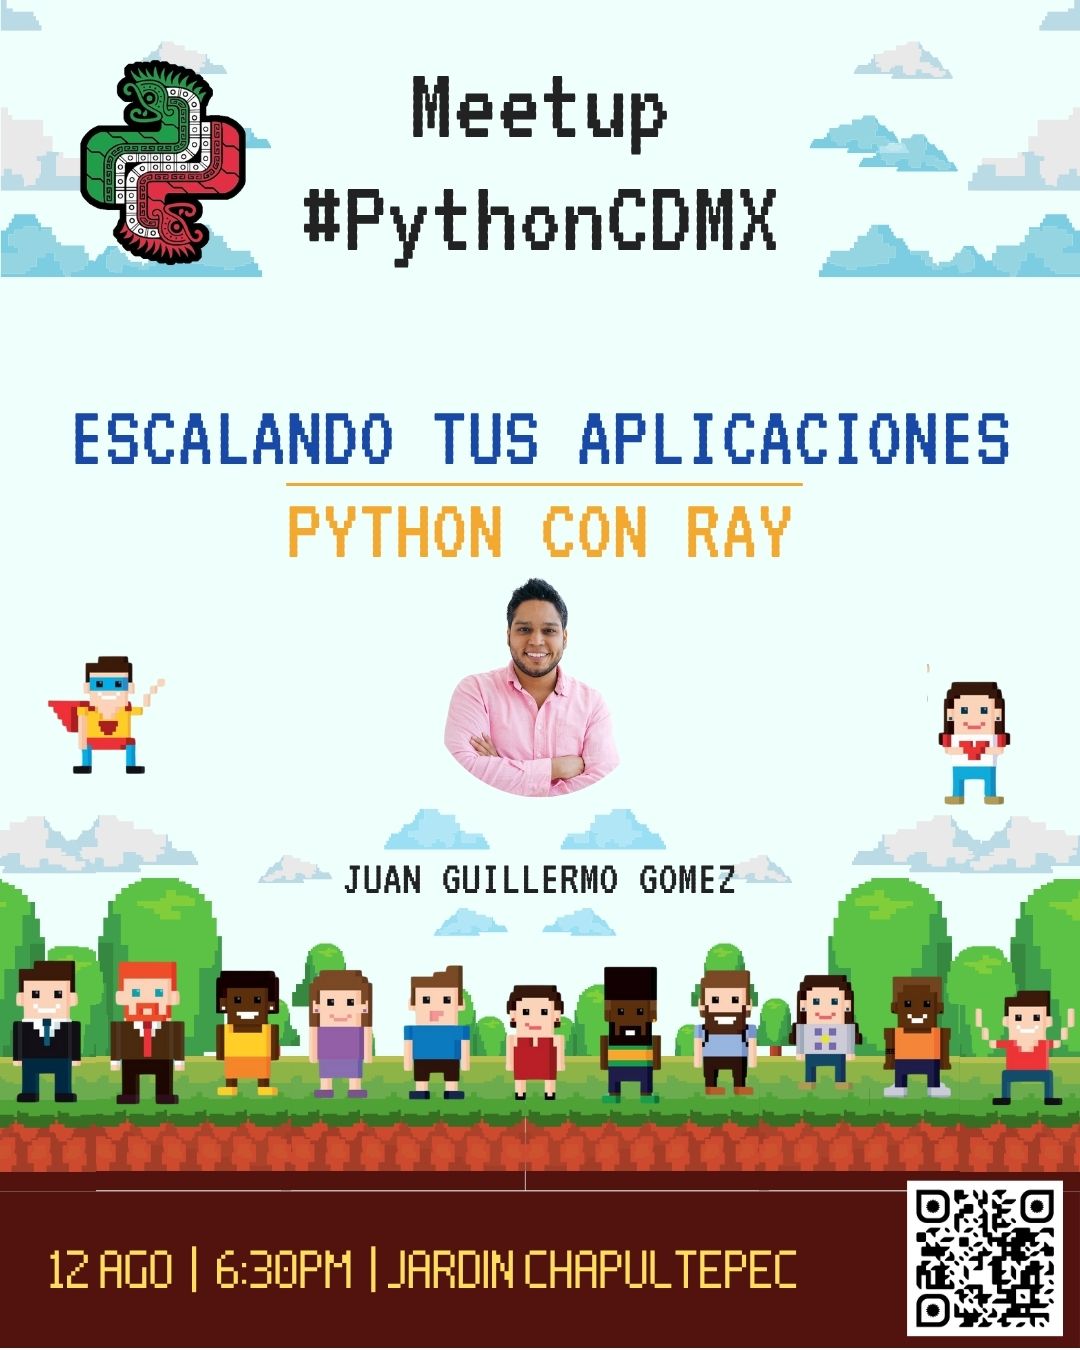 Meetup
#PythonCDMX
ESCALANDO TUS APLICACIONES
PYTHON CON RAY
JUAN GUILLERMO GOMEZ
12 AGO | 6:30PM | JARDIN CHAPULTEPEC